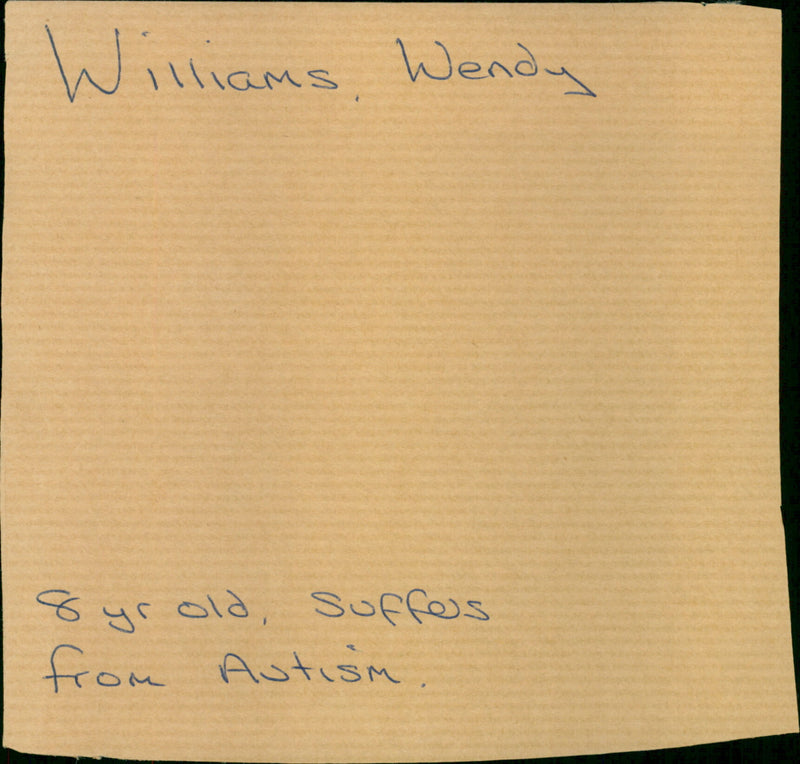 Williams, Wendy
8 yr old, Suffers
from Autism.